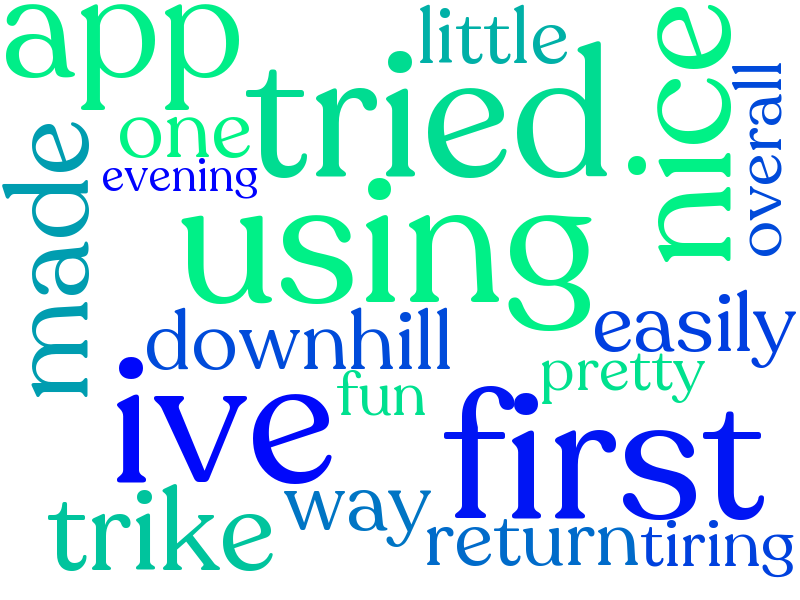 app
little
nice
tried
overall
one
made
evening
using
downhill
easily
ive
pretty
fun
first
trike
way
return
tiring